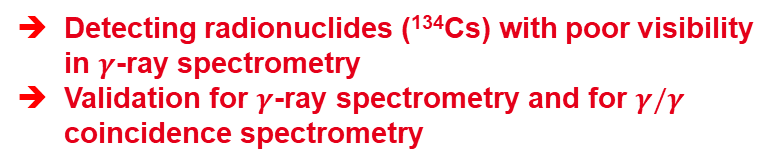 ➔ Detecting radionuclides (¹³⁴Cs) with poor visibility
in γ-ray spectrometry
➔ Validation for γ-ray spectrometry and for γ/γ
coincidence spectrometry